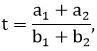 t = (a₁ + a₂) / (b₁ + b₂),